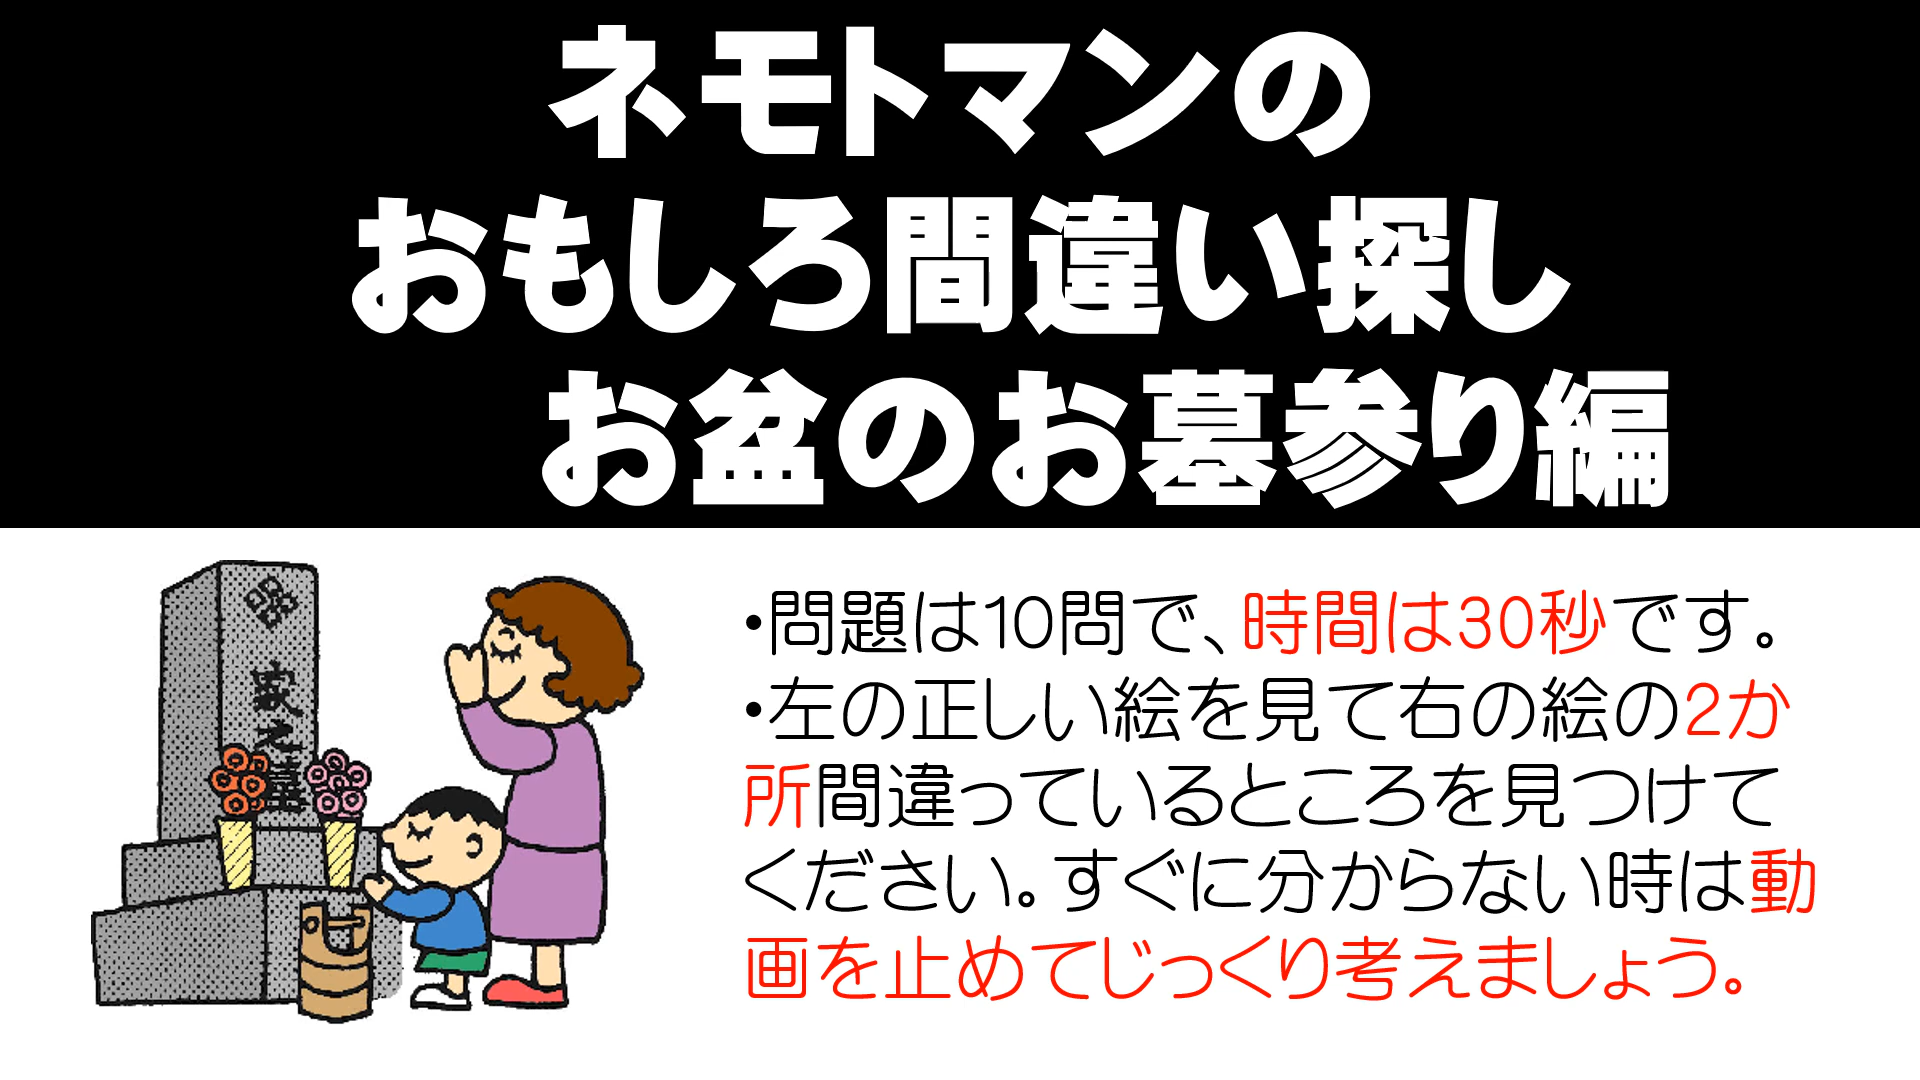 ネモトマンの
おもしろ間違い探し
お盆のお墓参り編
•問題は10問で、時間は30秒です。
•左の正しい絵を見て右の絵の2か
所間違っているところを見つけて
ください。すぐに分からない時は動
画を止めてじっくり考えましょう。
家之墓